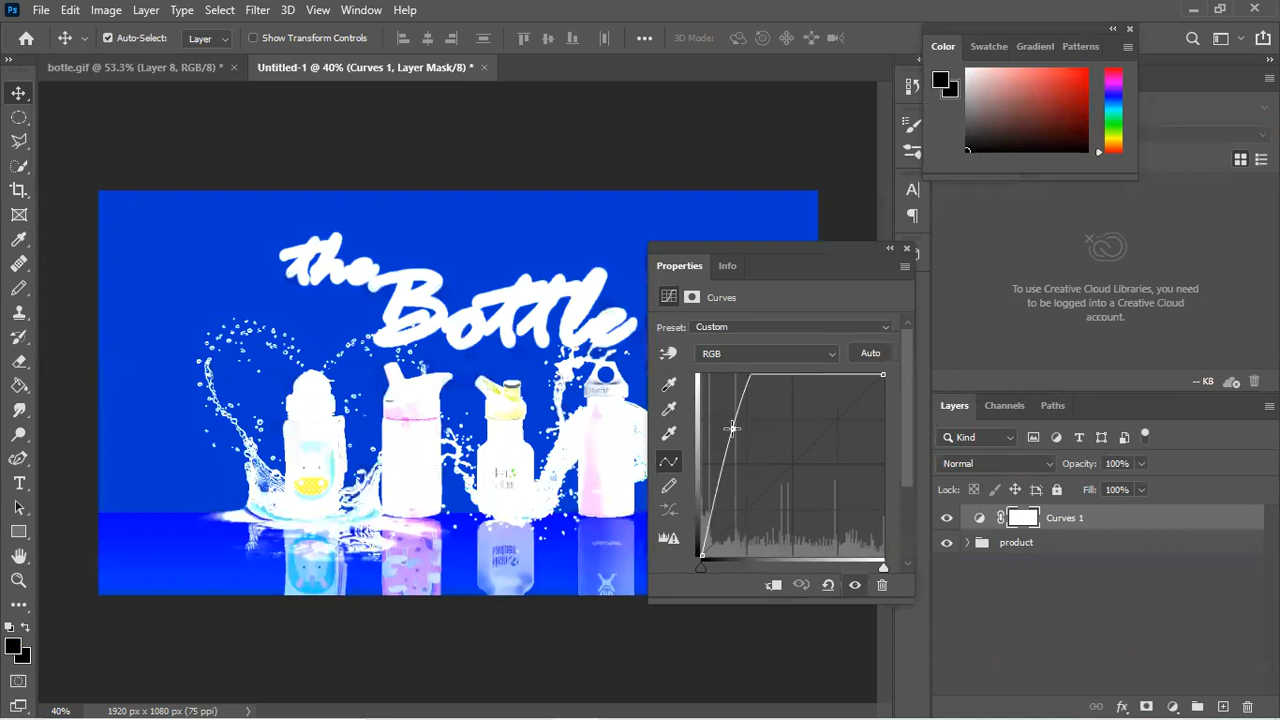 Ps File Edit Image Layer Type Select Filter 3D View Window Help
Auto-Select: Layer Show Transform Controls 3D Mode:
botle.gif @ 53.3% (Layer 8, RGB/8) * × Untitled-1 @ 40% (Curves 1, Layer Mask/8) * ×
Color Swatche Gradient Patterns
the
Bottle
Properties Info
Curves
Preset: Custom
RGB Auto
To use Creative Cloud Libraries, you
need to be logged into a Creative Cloud
account.
-- KB
Layers Channels Paths
Kind
Normal Opacity: 100%
Lock: Fill: 100%
Curves 1
product
40% 1920 px x 1080 px (75 ppi)